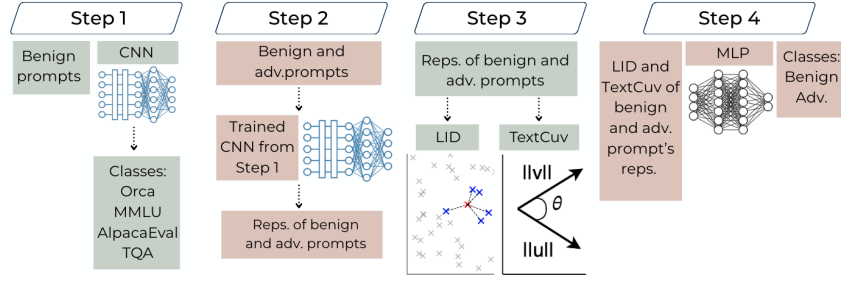 Step 1
Benign
prompts
CNN
Classes:
Orca
MMLU
AlpacaEval
TQA
Step 2
Benign and
adv.prompts
Trained
CNN from
Step 1
Reps. of benign
and adv. prompts
Step 3
Reps. of benign and
adv. prompts
LID
TextCuv
||v||
θ
||u||
Step 4
LID and
TextCuv of
benign
and adv.
prompt's
reps.
MLP
Classes:
Benign
Adv.